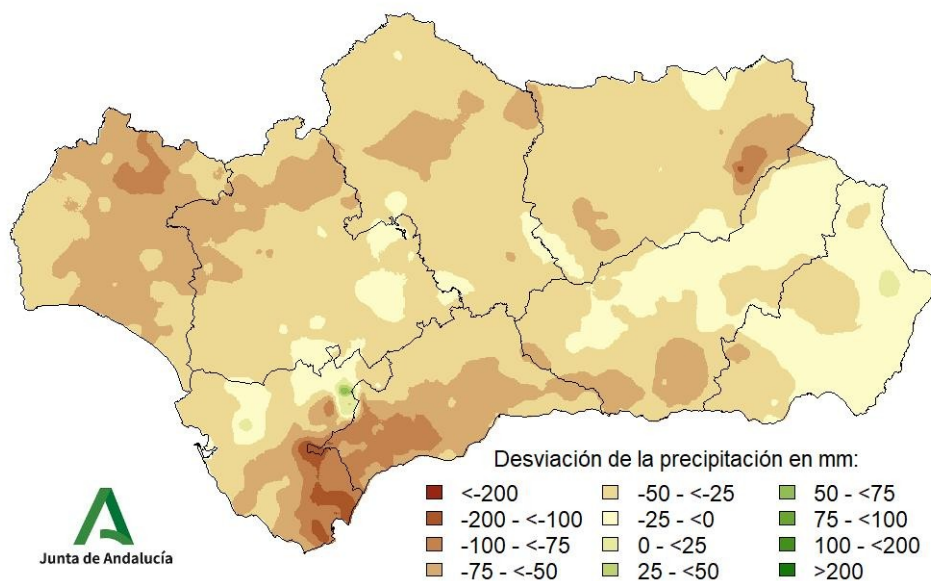 Desviación de la precipitación en mm:
<-200
-200 - <-100
-100 - <-75
-75 - <-50
-50 - <-25
-25 - <0
0 - <25
25 - <50
50 - <75
75 - <100
100 - <200
>200
Junta de Andalucía